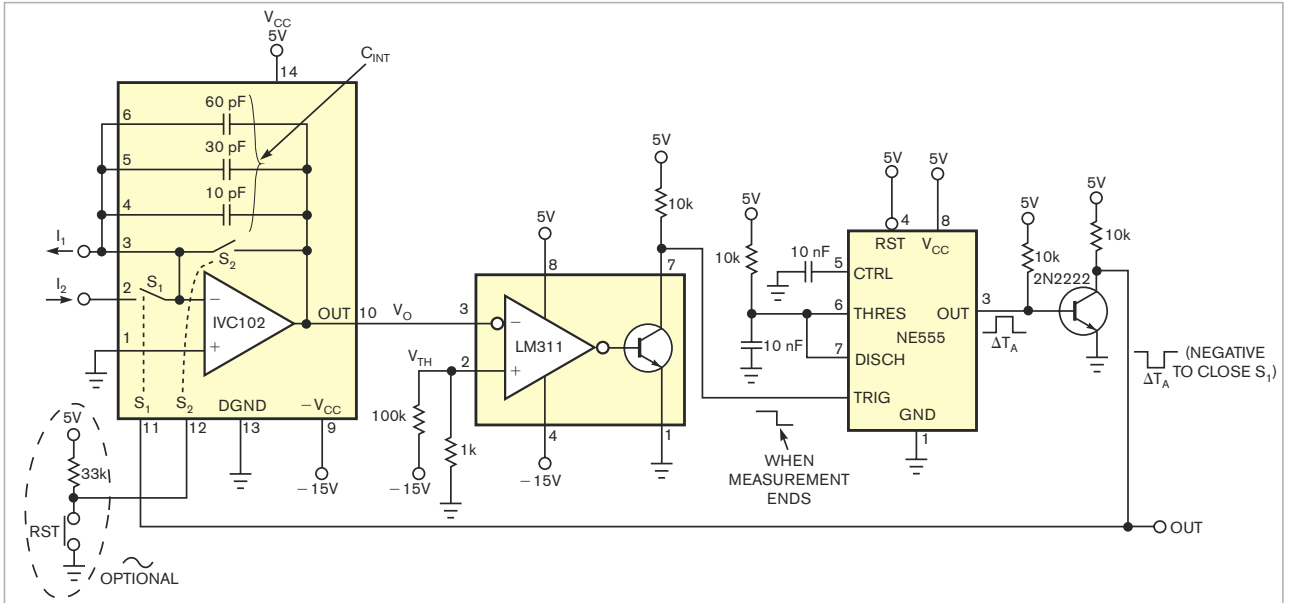 VCC
5V
14
CINT
6
60 pF
5
30 pF
4
10 pF
I1
3
S2
I2
2
S1
−
IVC102
OUT
10
VO
1
+
S1
S2
DGND
−VCC
11
12
13
9
−15V
5V
33k
RST
OPTIONAL
5V
10k
5V
8
7
3
−
LM311
VTH
2
+
100k
1k
4
1
−15V
−15V
WHEN
MEASUREMENT
ENDS
5V
10k
10 nF
10 nF
5V
5V
4
8
RST
VCC
5
CTRL
6
THRES
OUT
3
NE555
7
DISCH
TRIG
GND
1
5V
10k
5V
10k
2N2222
ΔTA
ΔTA
(NEGATIVE
TO CLOSE S1)
OUT